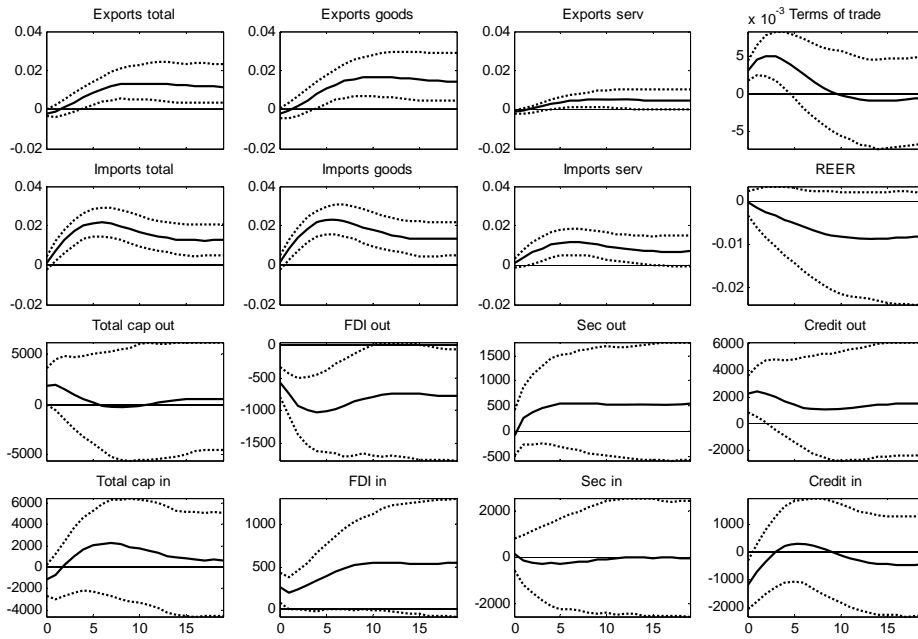 Exports total Exports goods Exports serv × 10⁻³ Terms of trade
0.04 0.04 0.04
0.02 0.02 0.02 5
0 0 0 0
-0.02 -0.02 -0.02 -5
Imports total Imports goods Imports serv REER
0.04 0.04 0.04 0
0.02 0.02 0.02 -0.01
0 0 0 -0.02
-0.02 -0.02 -0.02
Total cap out FDI out Sec out Credit out
5000 0 1500 6000
0 -500 1000 4000
-5000 -1000 500 2000
-1500 0 0
-500 -2000
Total cap in FDI in Sec in Credit in
6000 1000 2000 2000
4000 500 0 1000
2000 0 -2000 0
0 -1000
-2000 -2000
-4000
0 5 10 15 0 5 10 15 0 5 10 15 0 5 10 15